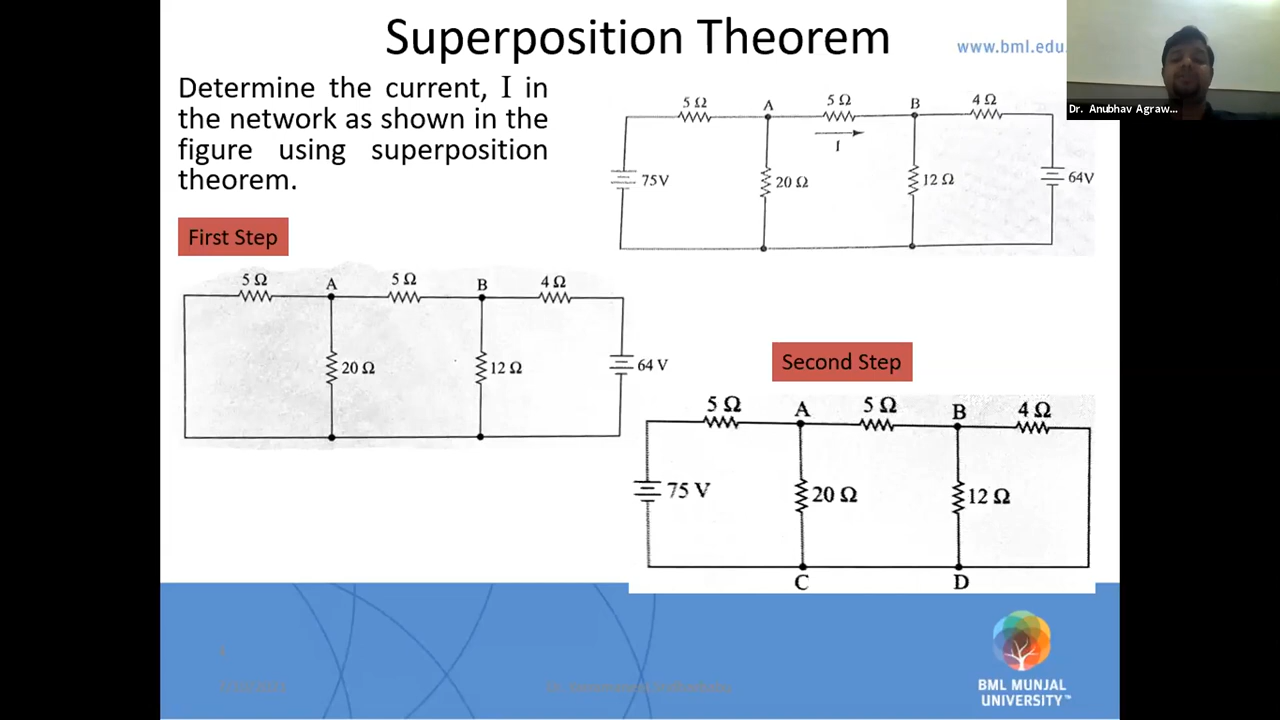 Superposition Theorem
www.bml.edu.
Dr. Anubhav Agraw...
Determine the current, I in
the network as shown in the
figure using superposition
theorem.
5 Ω A 5 Ω B 4 Ω
I
75V 20 Ω 12 Ω 64V
First Step
5 Ω A 5 Ω B 4 Ω
20 Ω 12 Ω 64 V
Second Step
5 Ω A 5 Ω B 4 Ω
75 V 20 Ω 12 Ω
C D
BML MUNJAL
UNIVERSITY™